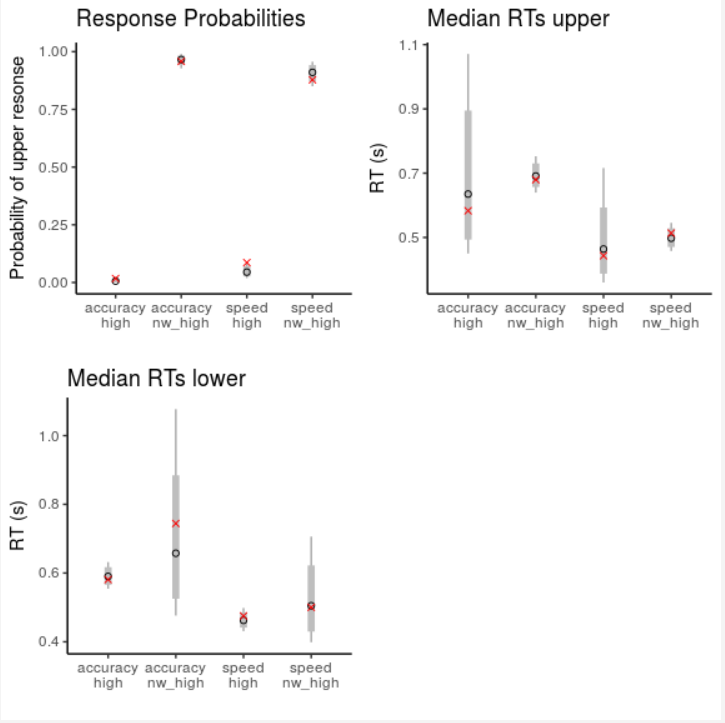 Response Probabilities
Probability of upper resonse
1.00
0.75
0.50
0.25
0.00
accuracy accuracy speed speed
high nw_high high nw_high
Median RTs upper
RT (s)
1.1
0.9
0.7
0.5
accuracy accuracy speed speed
high nw_high high nw_high
Median RTs lower
RT (s)
1.0
0.8
0.6
0.4
accuracy accuracy speed speed
high nw_high high nw_high